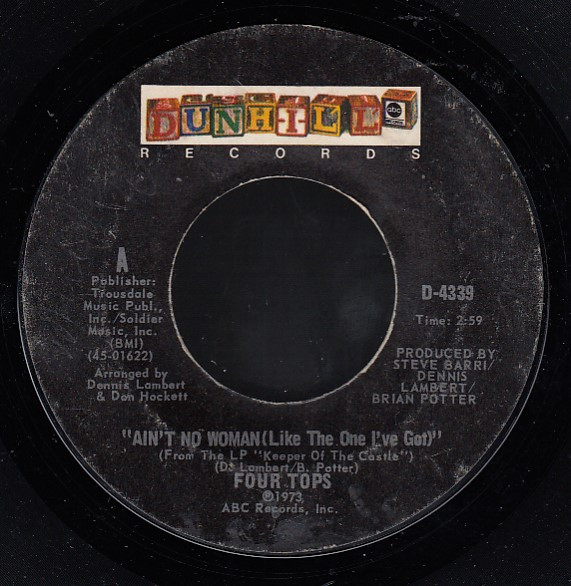 DUNHILL
abc
RECORDS
A
Publisher:
Trousdale
Music Publ.,
Inc./Soldier
Music, Inc.
(BMI)
(45-01622)
Arranged by
Dennis Lambert
& Don Hockett
D-4339
Time: 2:59
PRODUCED BY
STEVE BARRI/
DENNIS
LAMBERT/
BRIAN POTTER
"AIN'T NO WOMAN(Like The One I've Got)"
(From The LP "Keeper Of The Castle")
(D. Lambert/B. Potter)
FOUR TOPS
℗1973
ABC Records, Inc.